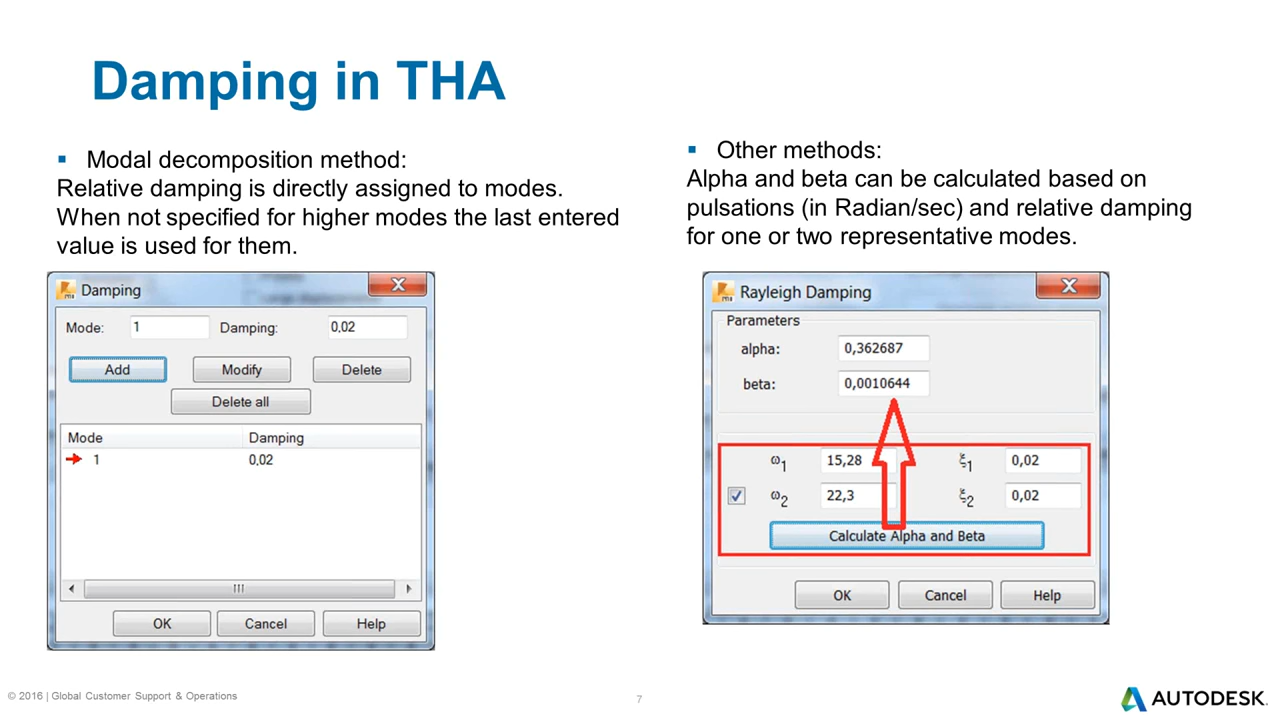 Damping in THA
▪ Modal decomposition method:
Relative damping is directly assigned to modes.
When not specified for higher modes the last entered
value is used for them.
Damping
Mode: 1 Damping: 0.02
Add Modify Delete
Delete all
Mode Damping
1 0.02
OK Cancel Help
▪ Other methods:
Alpha and beta can be calculated based on
pulsations (in Radian/sec) and relative damping
for one or two representative modes.
Rayleigh Damping
Parameters
alpha: 0,362687
beta: 0,0010644
ω1 15,28 ξ1 0,02
ω2 22,3 ξ2 0,02
Calculate Alpha and Beta
OK Cancel Help
© 2016 | Global Customer Support & Operations
7
AUTODESK.